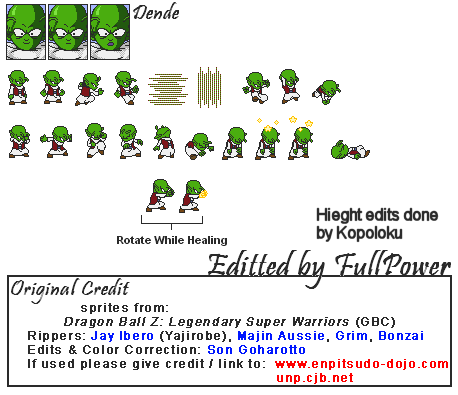 Dende
Rotate While Healing
Hieght edits done
by Kopoloku
Editted by FullPower
Original Credit
sprites from:
Dragon Ball Z: Legendary Super Warriors (GBC)
Rippers: Jay Ibero (Yajirobe), Majin Aussie, Grim, Bonzai
Edits & Color Correction: Son Goharotto
If used please give credit / link to: www.enpitsudo-dojo.com
unp.cjb.net